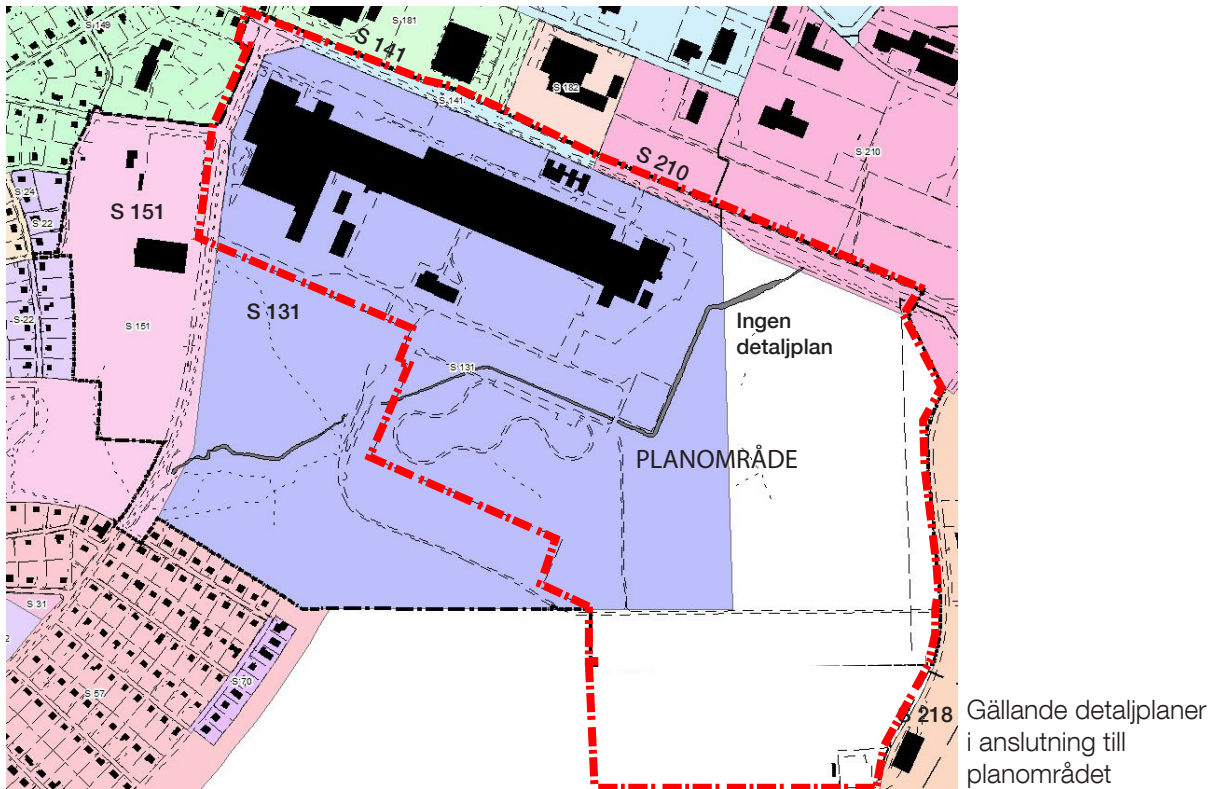 S 149
S 181
S 141
S 141
S 182
S 210
S 210
S 24
S 22
S 151
S 22
S 151
S 131
S 131
Ingen
detaljplan
PLANOMRÅDE
S 31
2
S 70
S 57
S 218
Gällande detaljplaner
i anslutning till
planområdet